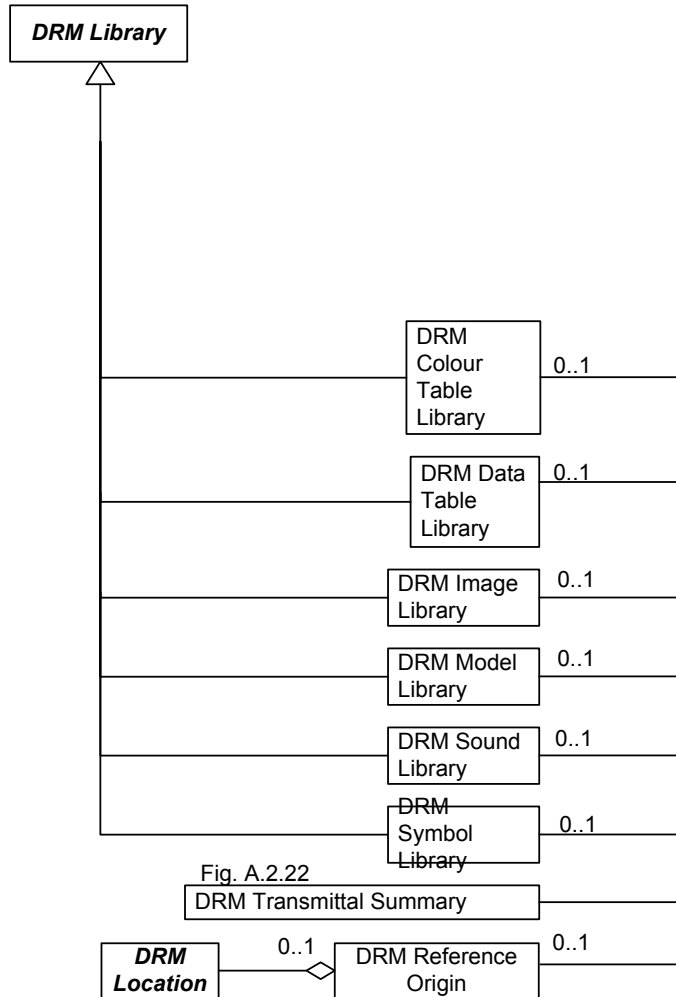 DRM Library
DRM
Colour
Table
Library
0..1
DRM Data
Table
Library
0..1
DRM Image
Library
0..1
DRM Model
Library
0..1
DRM Sound
Library
0..1
DRM
Symbol
Library
0..1
Fig. A.2.22
DRM Transmittal Summary
DRM
Location
0..1
DRM Reference
Origin
0..1